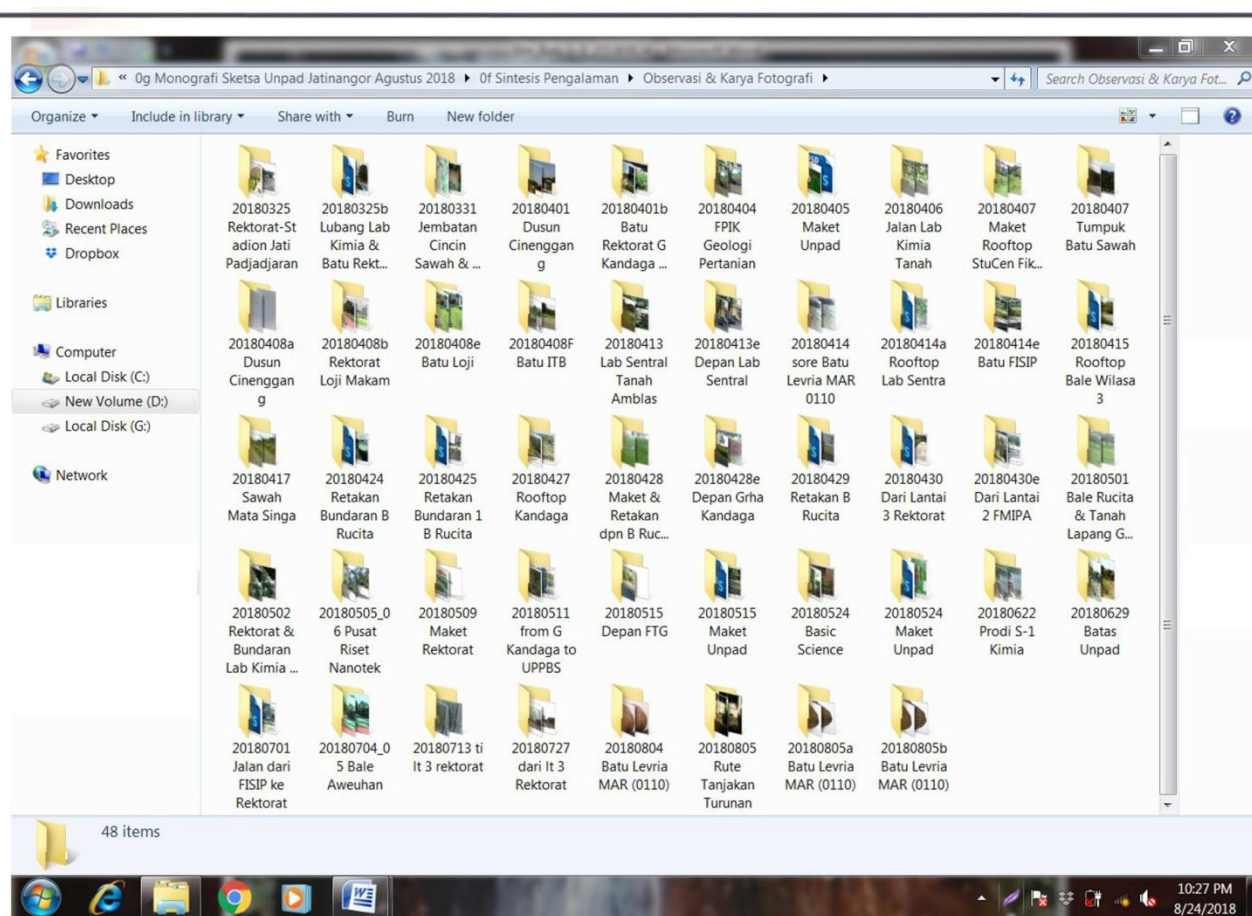 « 0g Monografi Sketsa Unpad Jatinangor Agustus 2018 ▸ 0f Sintesis Pengalaman ▸ Observasi & Karya Fotografi ▸
Search Observasi & Karya Fot...
Organize Include in library Share with Burn New folder
Favorites
Desktop
Downloads
Recent Places
Dropbox
Libraries
Computer
Local Disk (C:)
New Volume (D:)
Local Disk (G:)
Network
20180325
Rektorat-St
adion Jati
Padjadjaran
20180325b
Lubang Lab
Kimia &
Batu Rekt...
20180331
Jembatan
Cincin
Sawah & ...
20180401
Dusun
Cinenggan
g
20180401b
Batu
Rektorat G
Kandaga ...
20180404
FPIK
Geologi
Pertanian
20180405
Maket
Unpad
20180406
Jalan Lab
Kimia
Tanah
20180407
Maket
Rooftop
StuCen Fik...
20180407
Tumpuk
Batu Sawah
20180408a
Dusun
Cinenggan
g
20180408b
Rektorat
Loji Makam
20180408e
Batu Loji
20180408F
Batu ITB
20180413
Lab Sentral
Tanah
Amblas
20180413e
Depan Lab
Sentral
20180414
sore Batu
Levria MAR
0110
20180414a
Rooftop
Lab Sentra
20180414e
Batu FISIP
20180415
Rooftop
Bale Wilasa
3
20180417
Sawah
Mata Singa
20180424
Retakan
Bundaran B
Rucita
20180425
Retakan
Bundaran 1
B Rucita
20180427
Rooftop
Kandaga
20180428
Maket &
Retakan
dpn B Ruc...
20180428e
Depan Grha
Kandaga
20180429
Retakan B
Rucita
20180430
Dari Lantai
3 Rektorat
20180430e
Dari Lantai
2 FMIPA
20180501
Bale Rucita
& Tanah
Lapang G...
20180502
Rektorat &
Bundaran
Lab Kimia ...
20180505_0
6 Pusat
Riset
Nanotek
20180509
Maket
Rektorat
20180511
from G
Kandaga to
UPPBS
20180515
Depan FTG
20180515
Maket
Unpad
20180524
Basic
Science
20180524
Maket
Unpad
20180622
Prodi S-1
Kimia
20180629
Batas
Unpad
20180701
Jalan dari
FISIP ke
Rektorat
20180704_0
5 Bale
Aweuhan
20180713 ti
lt 3 rektorat
20180727
dari lt 3
Rektorat
20180804
Batu Levria
MAR (0110)
20180805
Rute
Tanjakan
Turunan
20180805a
Batu Levria
MAR (0110)
20180805b
Batu Levria
MAR (0110)
48 items
10:27 PM
8/24/2018